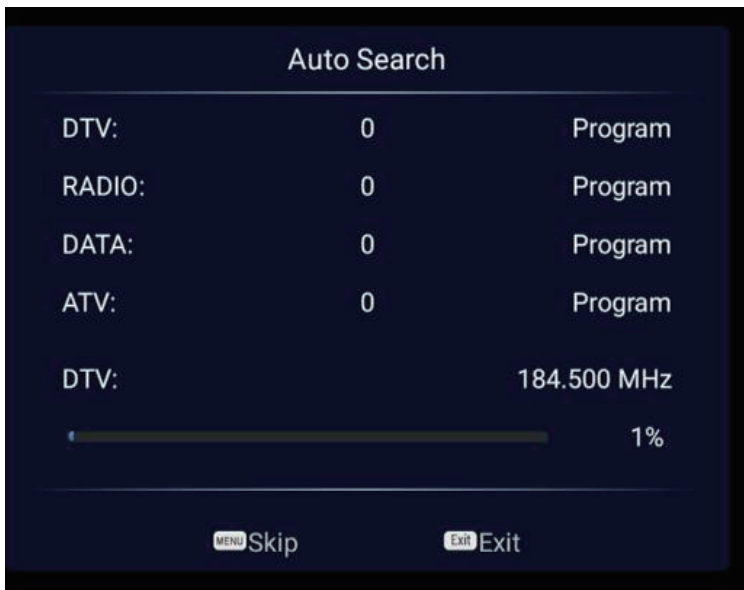 Auto Search
DTV: 0 Program
RADIO: 0 Program
DATA: 0 Program
ATV: 0 Program
DTV: 184.500 MHz
1%
MENU Skip Exit Exit